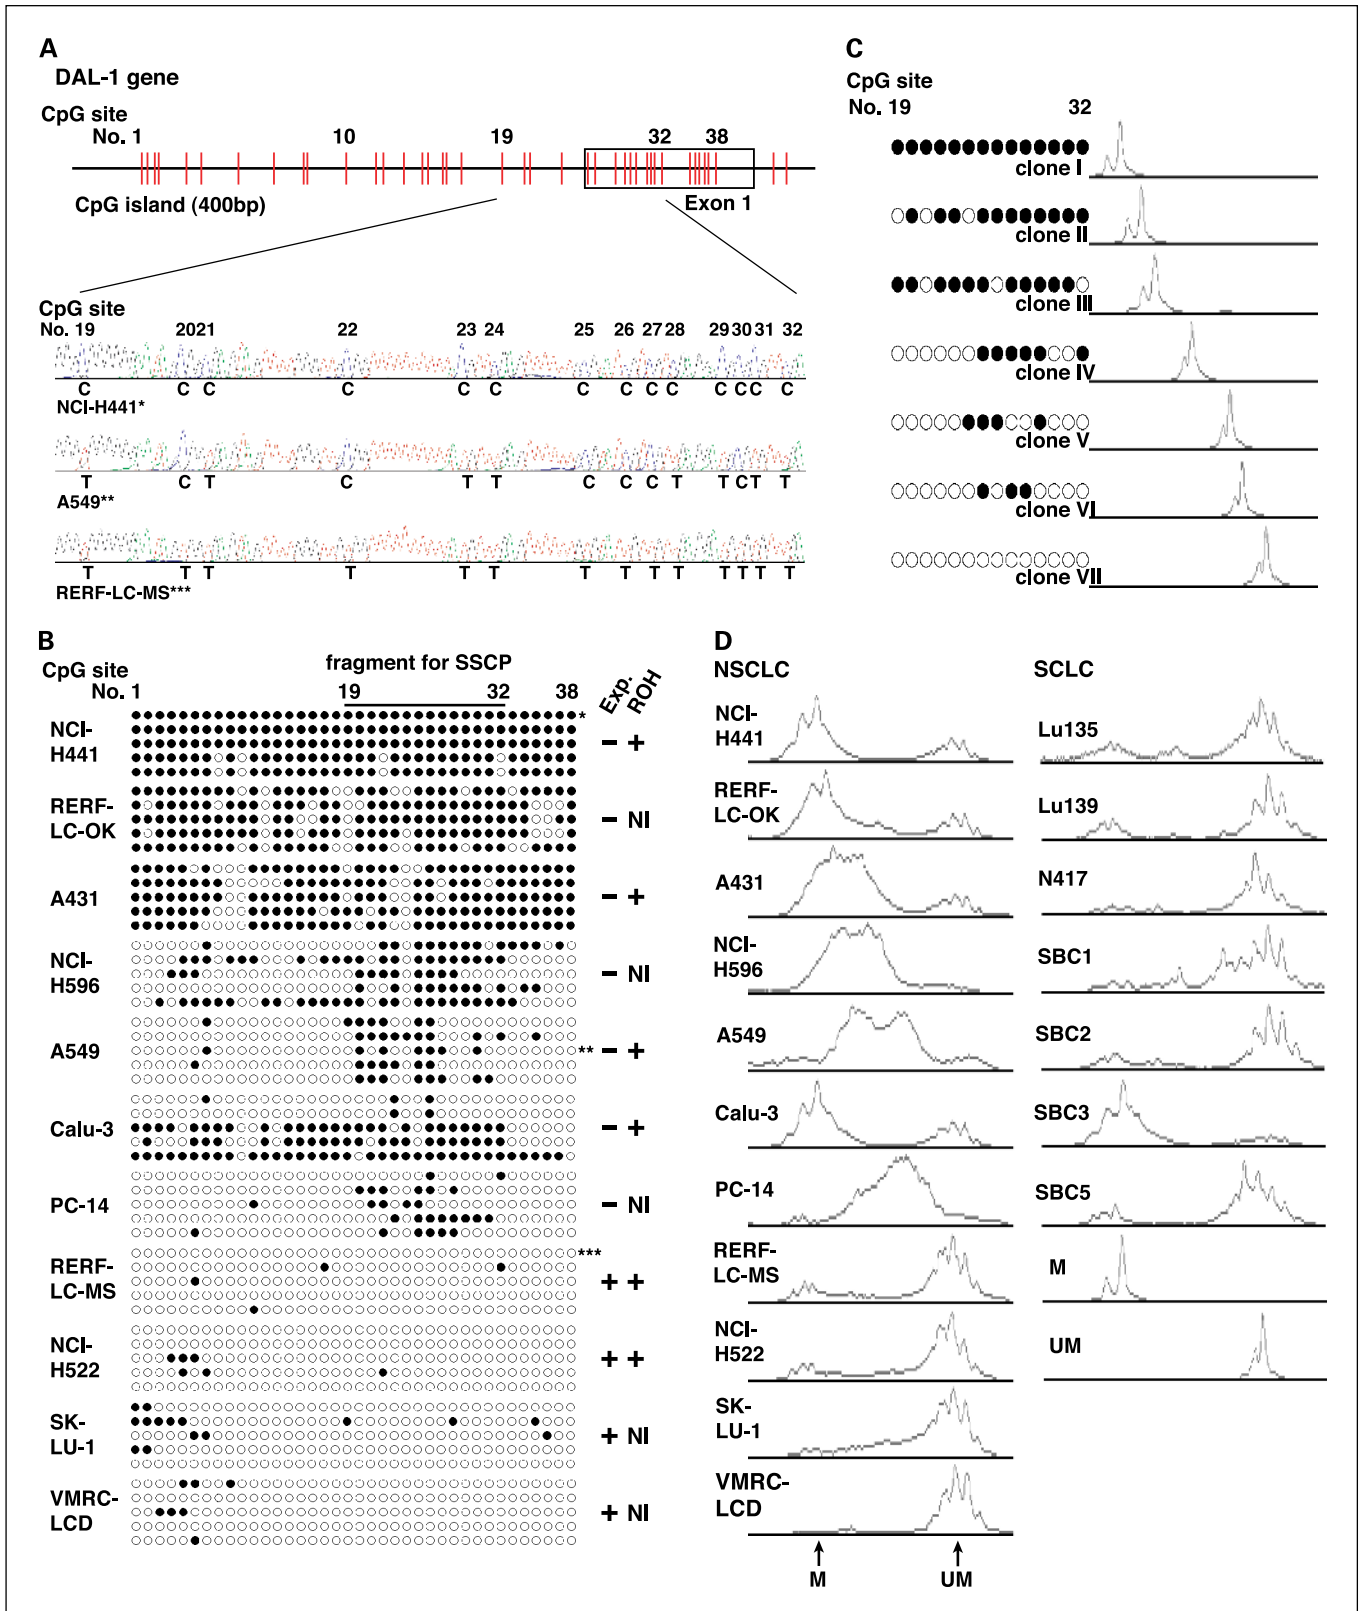 A
DAL-1 gene
CpG site
No. 1 10 19 32 38
CpG island (400bp) Exon 1
CpG site
No. 19 20 21 22 23 24 25 26 27 28 29 30 31 32
C C C C C C C C C C C C C C
NCI-H441*
T C T C T T C C C T T C T T
A549**
T T T T T T T T T T T T T T
RERF-LC-MS***
B
CpG site fragment for SSCP
No. 1 19 32 38 Exp. ROH
NCI-
H441 * − +
RERF-
LC-OK − NI
A431 − +
NCI-
H596 − NI
A549 ** − +
Calu-3 − +
PC-14 − NI
RERF-
LC-MS *** + +
NCI-
H522 + +
SK-
LU-1 + NI
VMRC-
LCD + NI
C
CpG site
No. 19 32
clone I
clone II
clone III
clone IV
clone V
clone VI
clone VII
D
NSCLC
NCI-
H441
RERF-
LC-OK
A431
NCI-
H596
A549
Calu-3
PC-14
RERF-
LC-MS
NCI-
H522
SK-
LU-1
VMRC-
LCD
M UM
SCLC
Lu135
Lu139
N417
SBC1
SBC2
SBC3
SBC5
M
UM